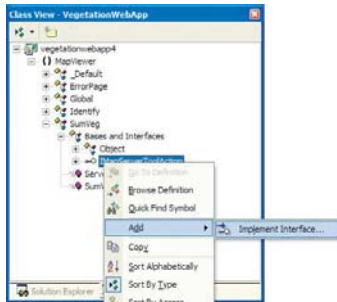 Class View - VegetationWebApp
vegetationwebapp4
{} MapViewer
_Default
ErrorPage
Global
Identify
SumVeg
Bases and Interfaces
Object
IMapServerToolAction
Go To Definition
Browse Definition
Quick Find Symbol
Add
Implement Interface...
Copy
Sort Alphabetically
Sort By Type
Solution Explorer